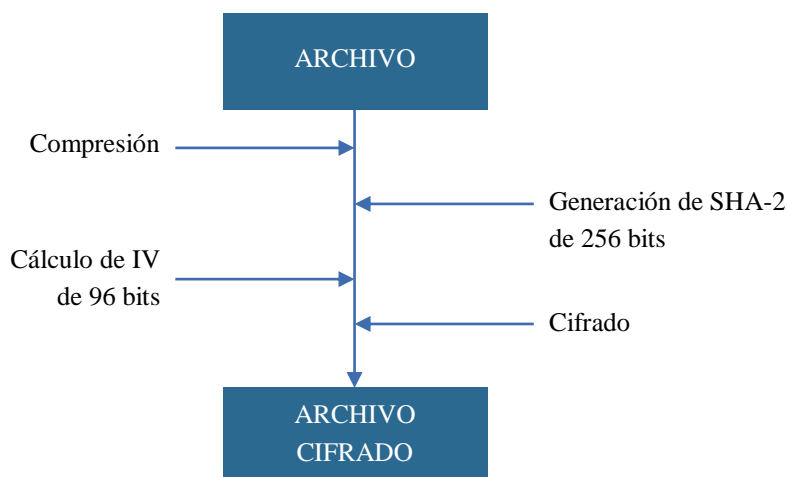 ARCHIVO
Compresión
Generación de SHA-2
de 256 bits
Cálculo de IV
de 96 bits
Cifrado
ARCHIVO
CIFRADO